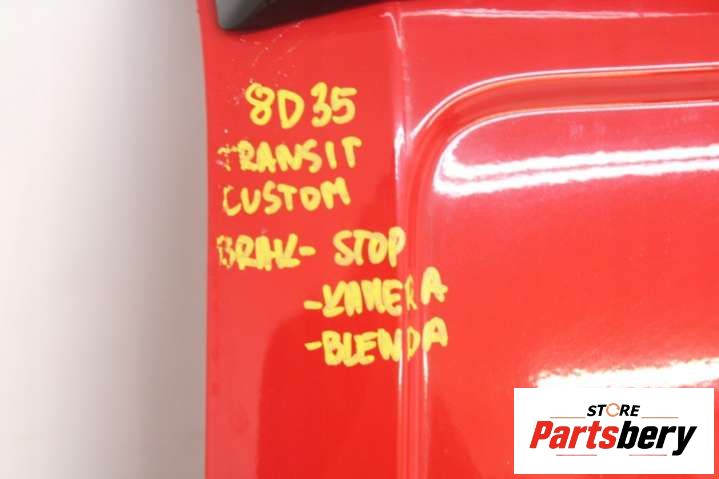 8D35
TRANSIT
CUSTOM
BRAK- STOP
-KAMERA
-BLENDA
STORE
Partsbery